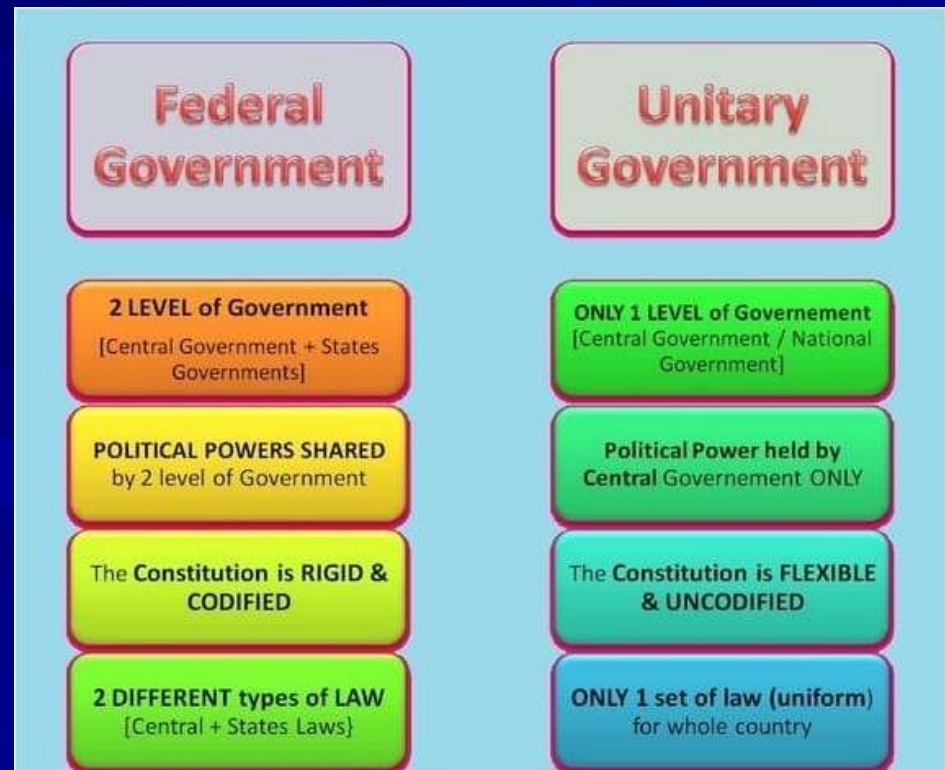 Federal
Government
2 LEVEL of Government
[Central Government + States
Governments]
POLITICAL POWERS SHARED
by 2 level of Government
The Constitution is RIGID &
CODIFIED
2 DIFFERENT types of LAW
[Central + States Laws}
Unitary
Government
ONLY 1 LEVEL of Governement
[Central Government / National
Government]
Political Power held by
Central Governement ONLY
The Constitution is FLEXIBLE
& UNCODIFIED
ONLY 1 set of law (uniform)
for whole country